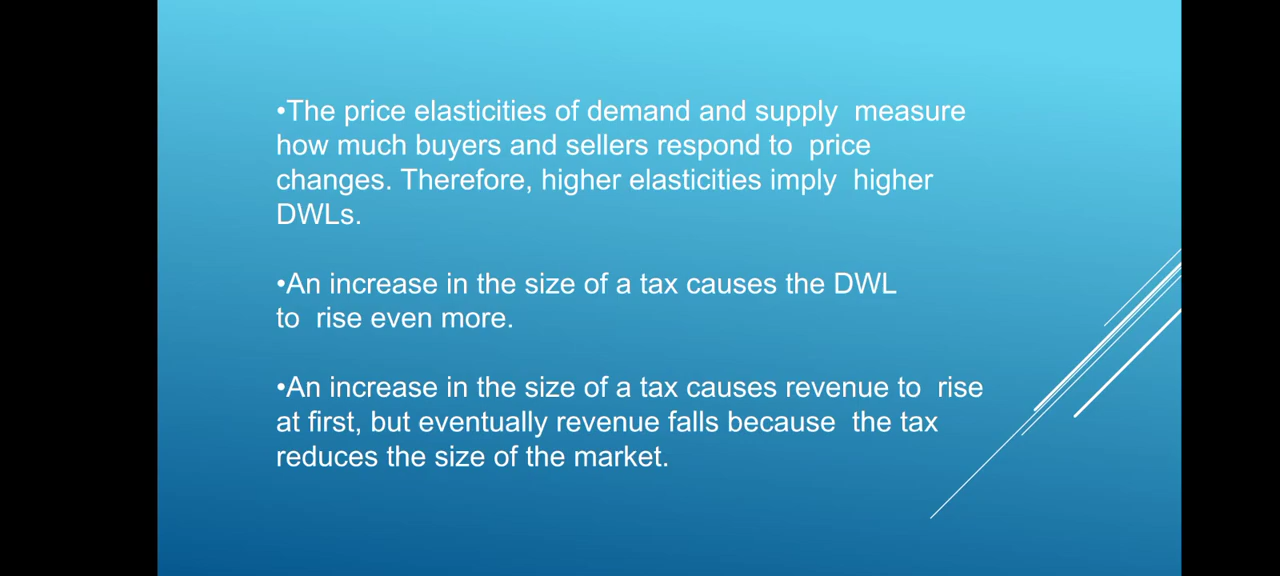 •The price elasticities of demand and supply  measure
how much buyers and sellers respond to  price
changes. Therefore, higher elasticities imply  higher
DWLs.
•An increase in the size of a tax causes the DWL
to  rise even more.
•An increase in the size of a tax causes revenue to  rise
at first, but eventually revenue falls because  the tax
reduces the size of the market.